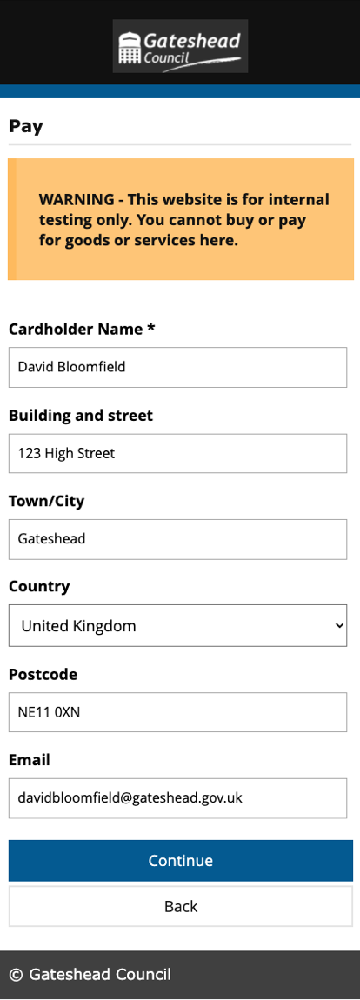 Gateshead
Council
Pay
WARNING - This website is for internal
testing only. You cannot buy or pay
for goods or services here.
Cardholder Name *
David Bloomfield
Building and street
123 High Street
Town/City
Gateshead
Country
United Kingdom
Postcode
NE11 0XN
Email
davidbloomfield@gateshead.gov.uk
Continue
Back
© Gateshead Council